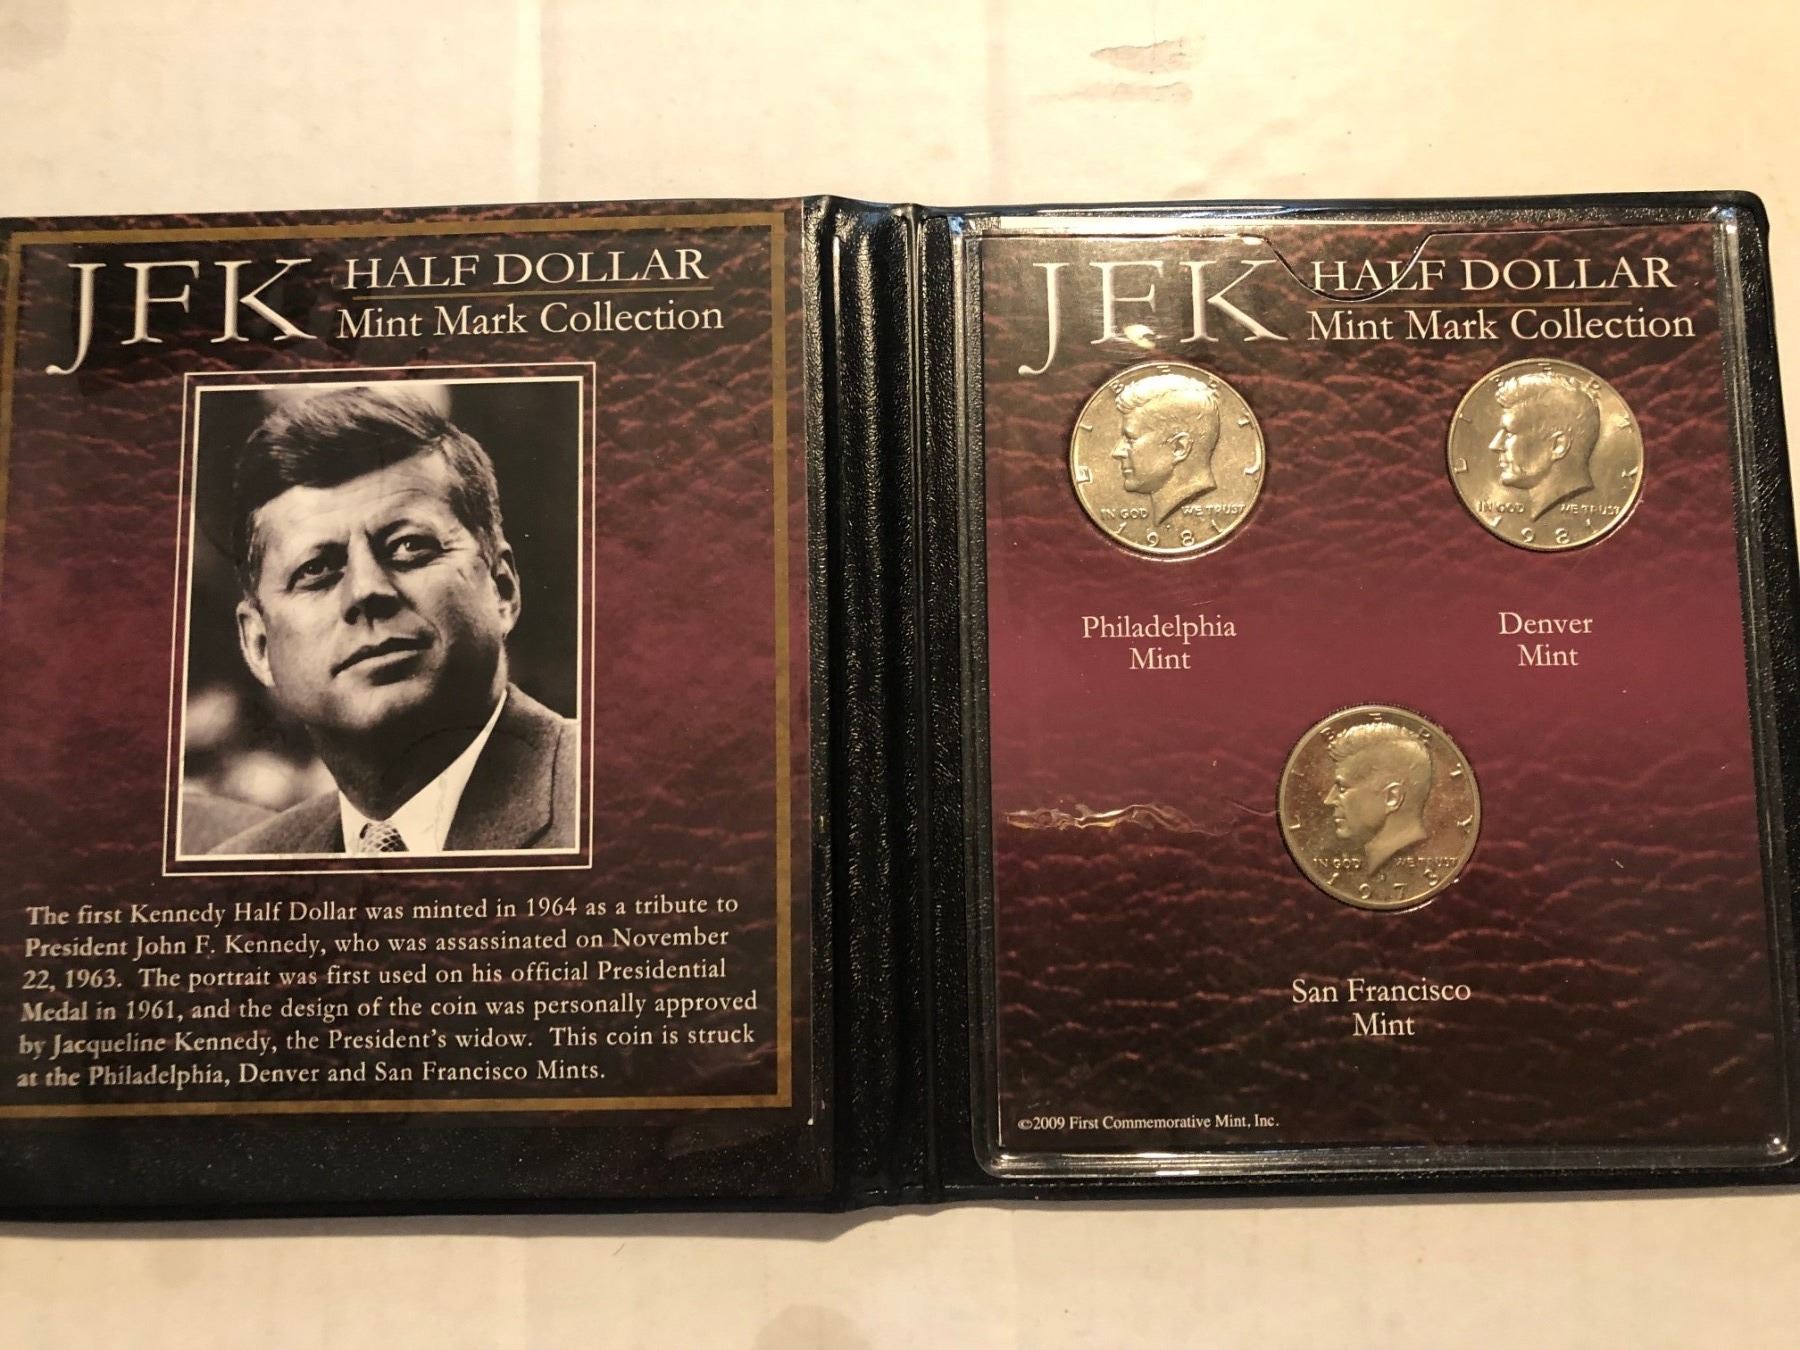 JFK HALF DOLLAR
Mint Mark Collection
The first Kennedy Half Dollar was minted in 1964 as a tribute to
President John F. Kennedy, who was assassinated on November
22, 1963. The portrait was first used on his official Presidential
Medal in 1961, and the design of the coin was personally approved
by Jacqueline Kennedy, the President's widow. This coin is struck
at the Philadelphia, Denver and San Francisco Mints.
JFK HALF DOLLAR
Mint Mark Collection
LIBERTY
IN GOD WE TRUST
1981
Philadelphia
Mint
LIBERTY
IN GOD WE TRUST
1981
Denver
Mint
LIBERTY
IN GOD WE TRUST
1973
San Francisco
Mint
©2009 First Commemorative Mint, Inc.